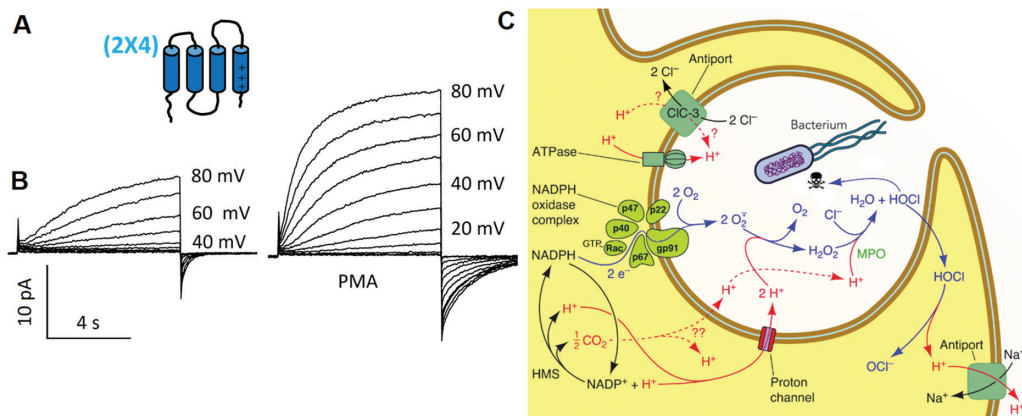 A
(2X4)
+
+
+
B
80 mV
60 mV
40 mV
10 pA
4 s
80 mV
60 mV
40 mV
20 mV
PMA
C
2 Cl⁻
Antiport
?
H⁺
ClC-3
2 Cl⁻
H⁺
?
H⁺
ATPase
Bacterium
NADPH
oxidase
complex
p47
p22
p40
GTP
Rac
p67
gp91
2 O₂
2 O₂⁻
O₂
Cl⁻
H₂O + HOCl
H₂O₂
MPO
NADPH
2 e⁻
H⁺
2 H⁺
H⁺
HOCl
H⁺
½CO₂
??
H⁺
HMS
NADP⁺ + H⁺
Proton
channel
OCl⁻
H⁺
Antiport
Na⁺
Na⁺
H⁺